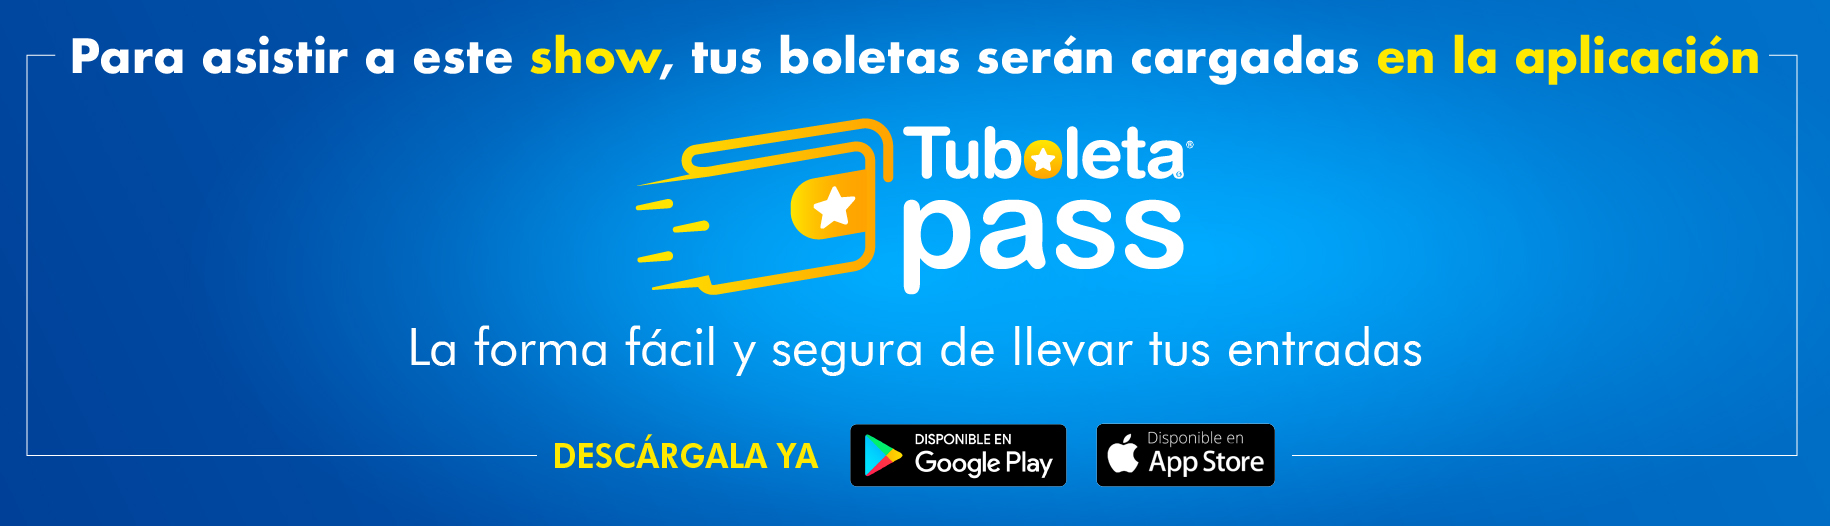 Para asistir a este show, tus boletas serán cargadas en la aplicación
Tuboleta®
pass
La forma fácil y segura de llevar tus entradas
DESCÁRGALA YA
DISPONIBLE EN
Google Play
Disponible en
App Store